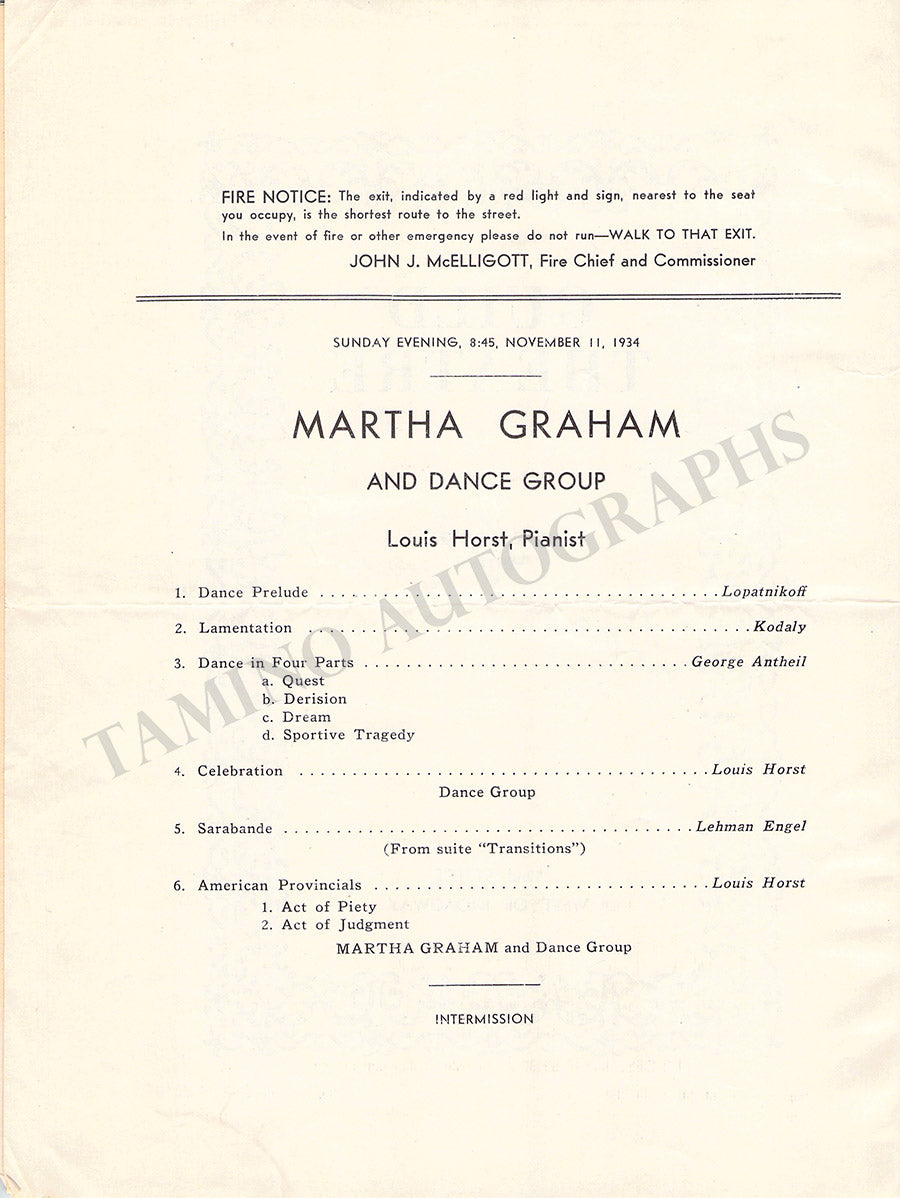 FIRE NOTICE: The exit, indicated by a red light and sign, nearest to the seat
you occupy, is the shortest route to the street.
In the event of fire or other emergency please do not run—WALK TO THAT EXIT.
JOHN J. McELLIGOTT, Fire Chief and Commissioner
SUNDAY EVENING, 8:45, NOVEMBER 11, 1934
MARTHA GRAHAM
AND DANCE GROUP
Louis Horst, Pianist
1. Dance Prelude ........................................ Lopatnikoff
2. Lamentation ............................................. Kodaly
3. Dance in Four Parts ................................. George Antheil
a. Quest
b. Derision
c. Dream
d. Sportive Tragedy
4. Celebration .......................................... Louis Horst
Dance Group
5. Sarabande .......................................... Lehman Engel
(From suite "Transitions")
6. American Provincials ................................... Louis Horst
1. Act of Piety
2. Act of Judgment
MARTHA GRAHAM and Dance Group
INTERMISSION
TAMINO AUTOGRAPHS